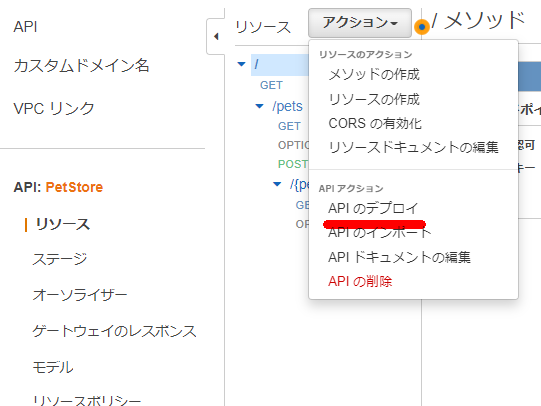 API
カスタムドメイン名
VPC リンク
API: PetStore
リソース
ステージ
オーソライザー
ゲートウェイのレスポンス
モデル
リソースポリシー
リソース
アクション
/ メソッド
/
GET
/pets
GET
OPTIO
POST
/{pe
GE
OP
リソースのアクション
メソッドの作成
リソースの作成
CORS の有効化
リソースドキュメントの編集
API アクション
API のデプロイ
API のインポート
API ドキュメントの編集
API の削除
ポイ
認可
キー